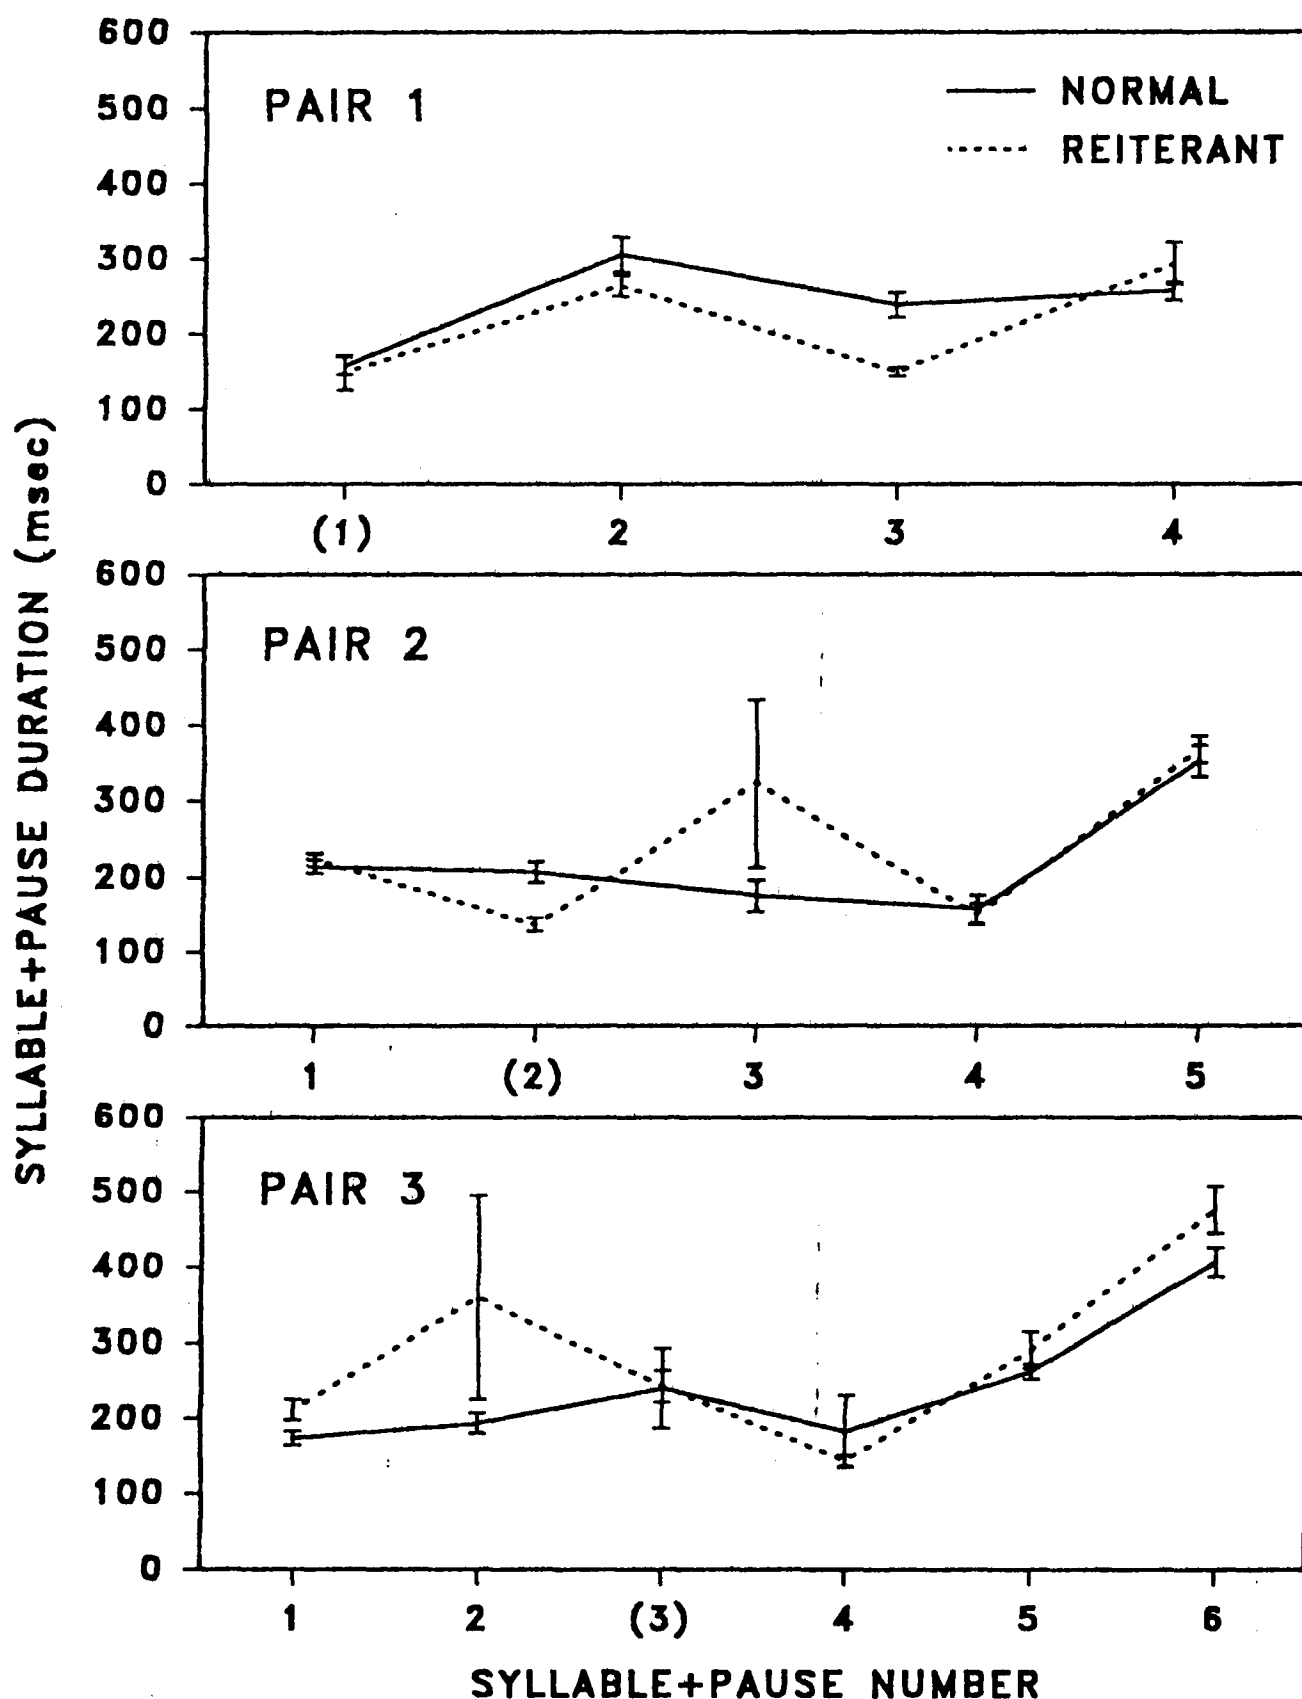 SYLLABLE+PAUSE DURATION (msec)
PAIR 1
NORMAL
REITERANT
600
500
400
300
200
100
0
(1) 2 3 4
PAIR 2
600
500
400
300
200
100
0
1 (2) 3 4 5
PAIR 3
600
500
400
300
200
100
0
1 2 (3) 4 5 6
SYLLABLE+PAUSE NUMBER